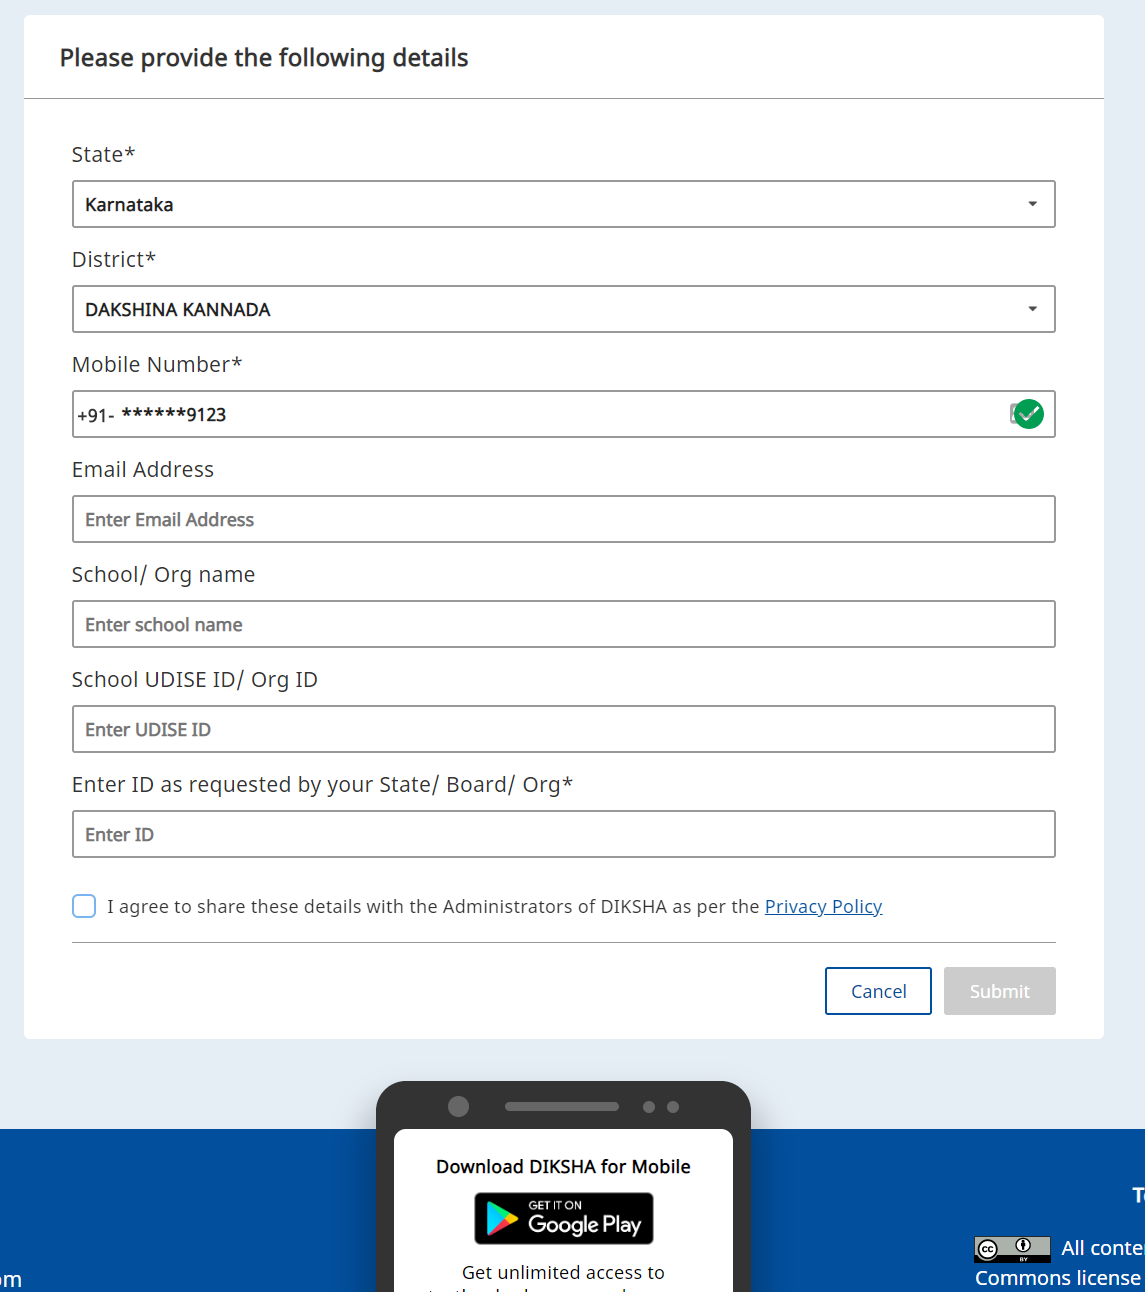 Please provide the following details
State*
Karnataka
District*
DAKSHINA KANNADA
Mobile Number*
+91- ******9123
Email Address
Enter Email Address
School/ Org name
Enter school name
School UDISE ID/ Org ID
Enter UDISE ID
Enter ID as requested by your State/ Board/ Org*
Enter ID
I agree to share these details with the Administrators of DIKSHA as per the Privacy Policy
Cancel
Submit
Download DIKSHA for Mobile
GET IT ON
Google Play
Get unlimited access to
cc BY All conte
Commons license